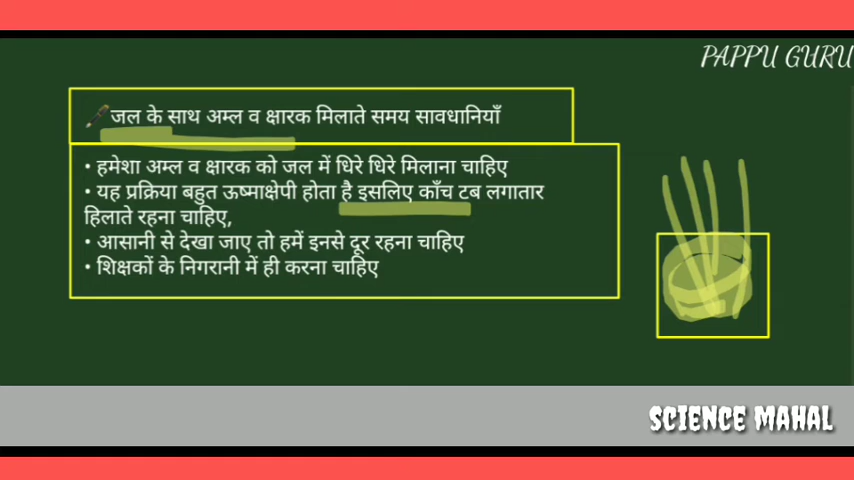 PAPPU GURU
जल के साथ अम्ल व क्षारक मिलाते समय सावधानियाँ
• हमेशा अम्ल व क्षारक को जल में धिरे धिरे मिलाना चाहिए
• यह प्रक्रिया बहुत ऊष्माक्षेपी होता है इसलिए काँच टब लगातार
हिलाते रहना चाहिए,
• आसानी से देखा जाए तो हमें इनसे दूर रहना चाहिए
• शिक्षकों के निगरानी में ही करना चाहिए
SCIENCE MAHAL